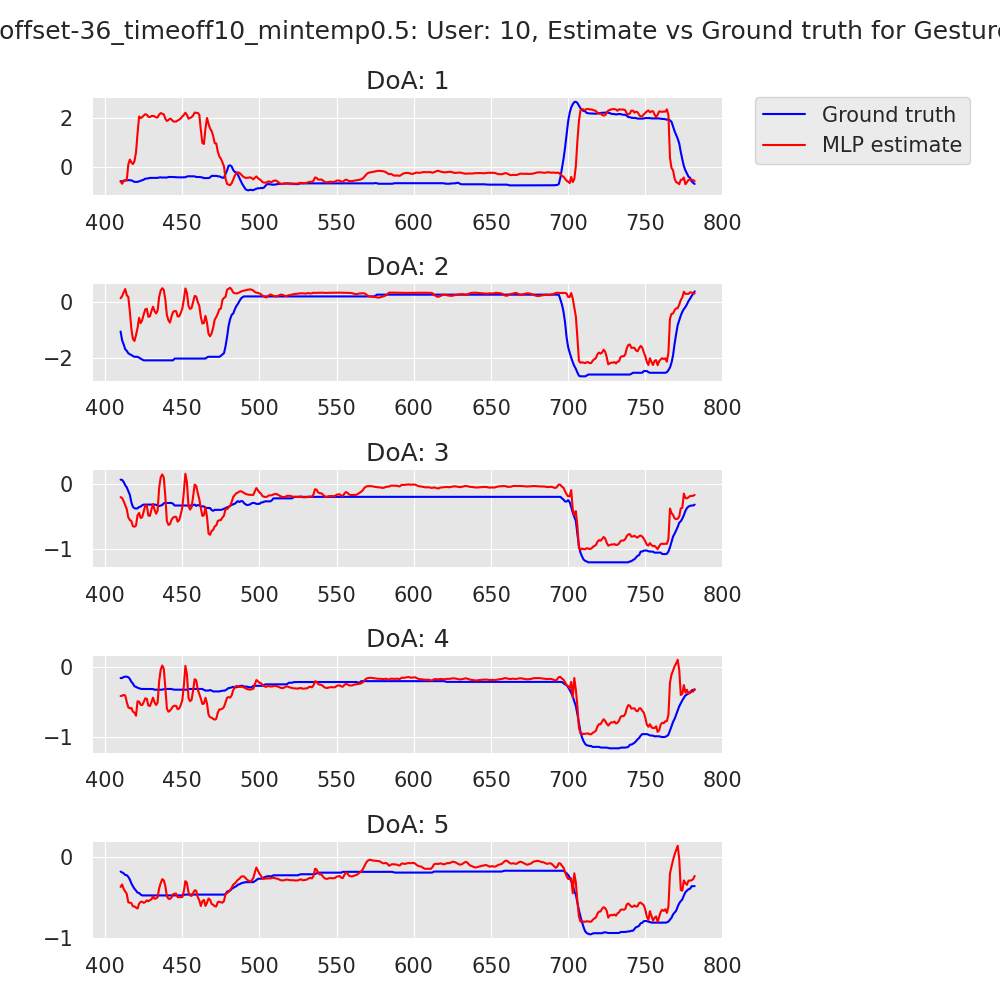 offset-36_timeoff10_mintemp0.5: User: 10, Estimate vs Ground truth for Gesture
DoA: 1
Ground truth
MLP estimate
2
0
400 450 500 550 600 650 700 750 800
DoA: 2
0
−2
400 450 500 550 600 650 700 750 800
DoA: 3
0
−1
400 450 500 550 600 650 700 750 800
DoA: 4
0
−1
400 450 500 550 600 650 700 750 800
DoA: 5
0
−1
400 450 500 550 600 650 700 750 800